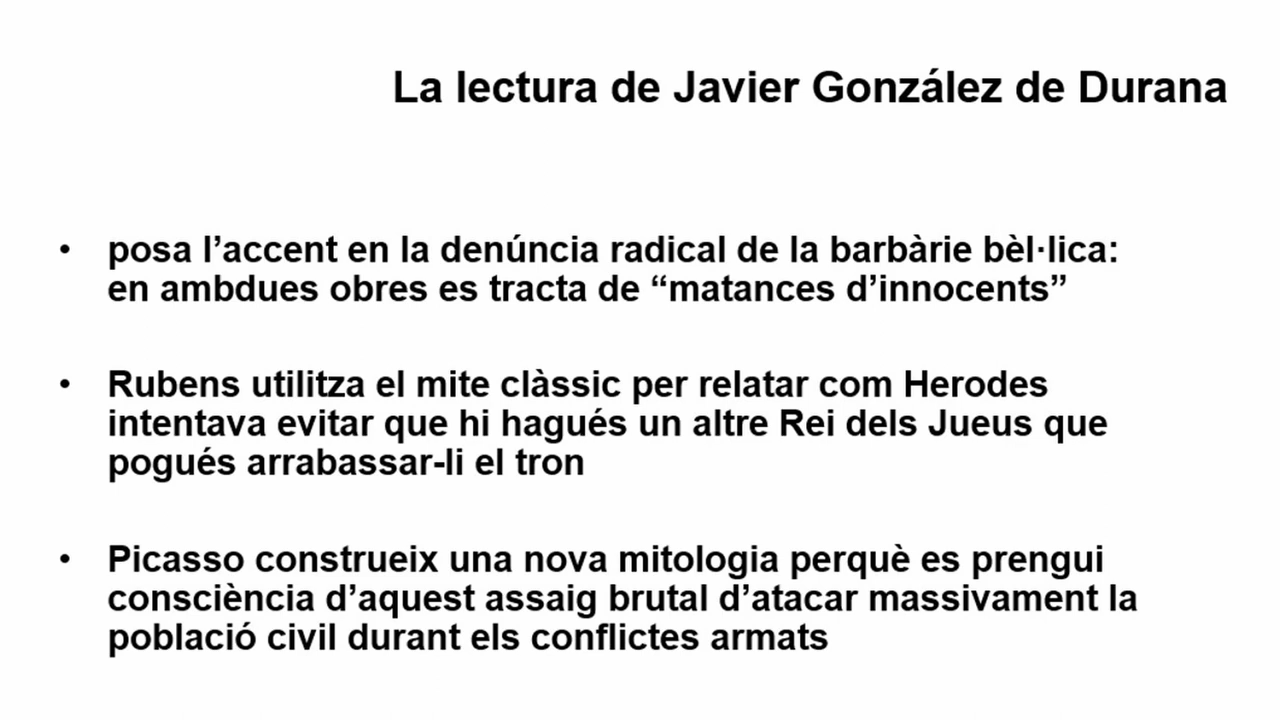 La lectura de Javier González de Durana
• posa l’accent en la denúncia radical de la barbàrie bèl·lica:
en ambdues obres es tracta de “matances d’innocents”
• Rubens utilitza el mite clàssic per relatar com Herodes
intentava evitar que hi hagués un altre Rei dels Jueus que
pogués arrabassar-li el tron
• Picasso construeix una nova mitologia perquè es prengui
consciència d’aquest assaig brutal d’atacar massivament la
població civil durant els conflictes armats